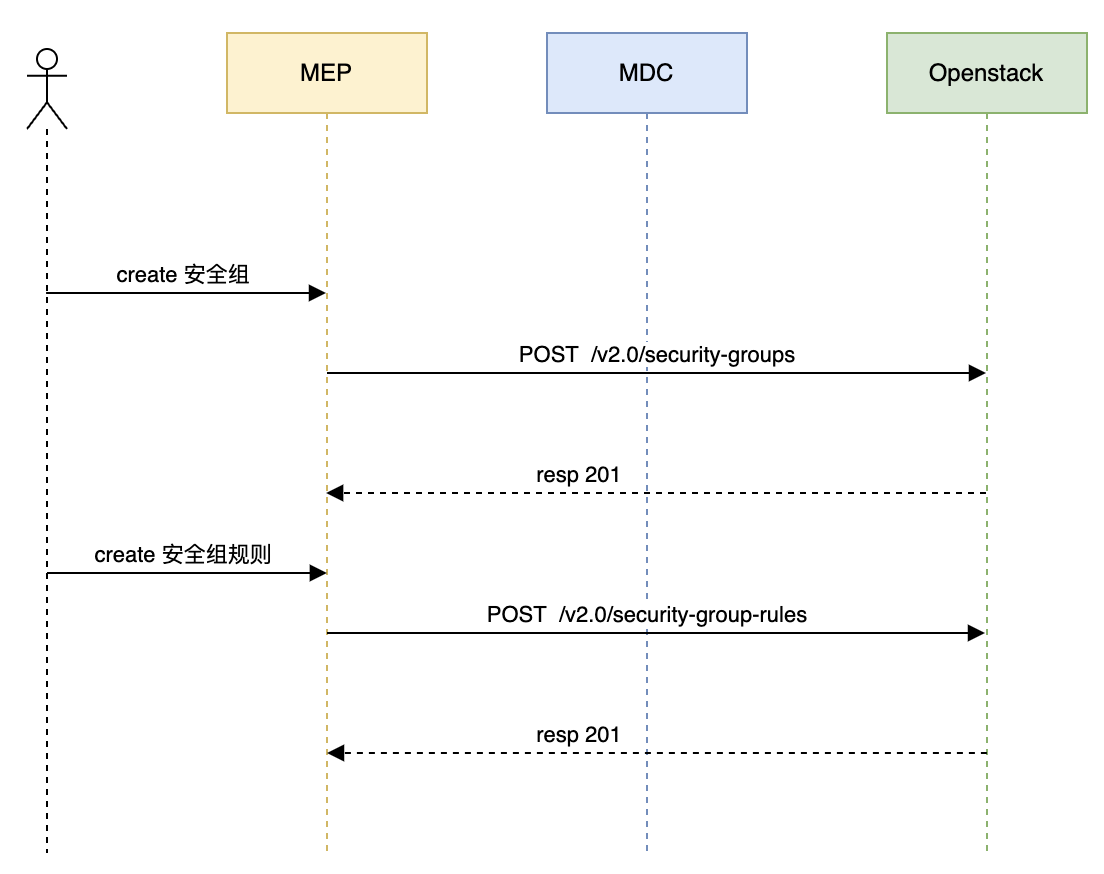 MEP
MDC
Openstack
create 安全组
POST  /v2.0/security-groups
resp 201
create 安全组规则
POST  /v2.0/security-group-rules
resp 201